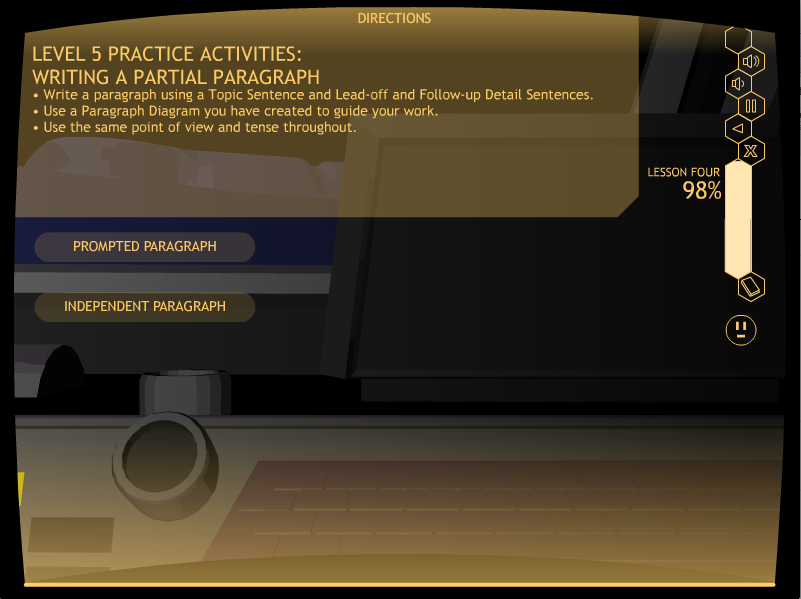 DIRECTIONS
LEVEL 5 PRACTICE ACTIVITIES:
WRITING A PARTIAL PARAGRAPH
• Write a paragraph using a Topic Sentence and Lead-off and Follow-up Detail Sentences.
• Use a Paragraph Diagram you have created to guide your work.
• Use the same point of view and tense throughout.
LESSON FOUR
98%
PROMPTED PARAGRAPH
INDEPENDENT PARAGRAPH